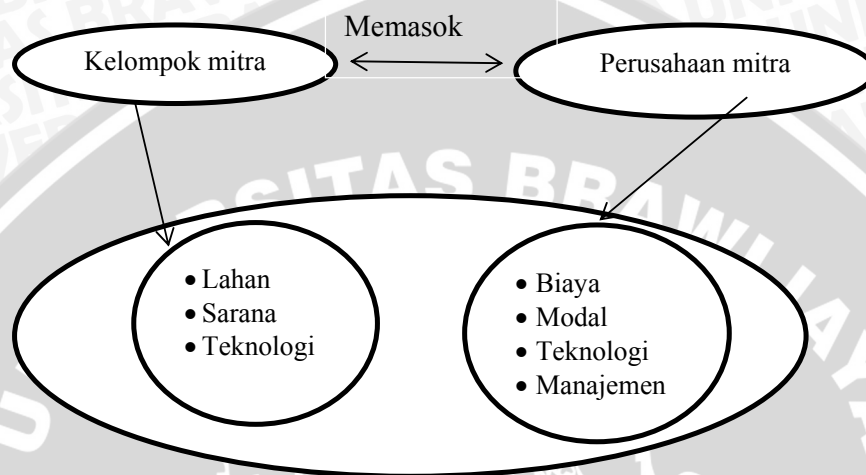 Memasok
Kelompok mitra
Perusahaan mitra
• Lahan
• Sarana
• Teknologi
• Biaya
• Modal
• Teknologi
• Manajemen